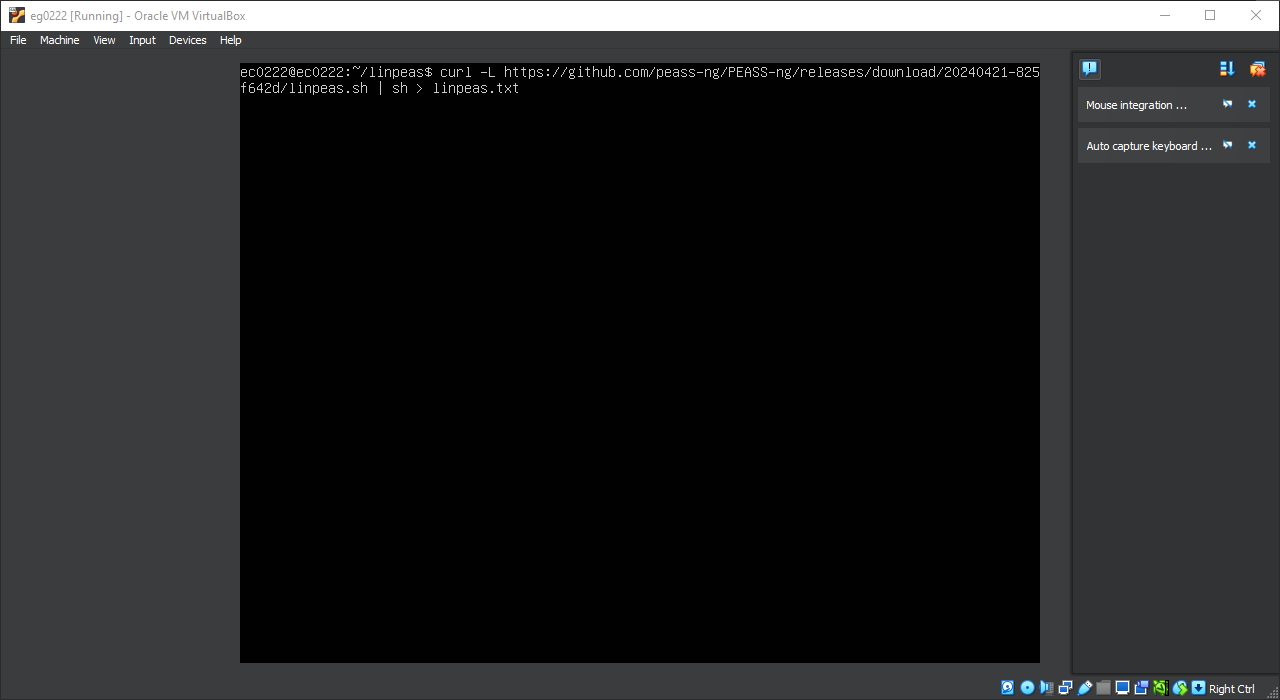 eg0222 [Running] - Oracle VM VirtualBox
File Machine View Input Devices Help
ec0222@ec0222:~/linpeas$ curl -L https://github.com/peass-ng/PEASS-ng/releases/download/20240421-825
f642d/linpeas.sh | sh > linpeas.txt
Mouse integration ...
Auto capture keyboard ...
Right Ctrl